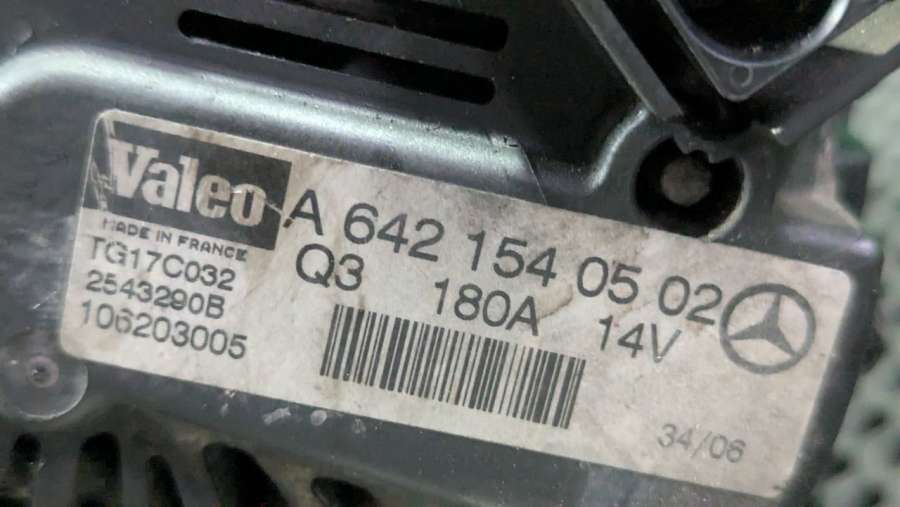 Valeo
MADE IN FRANCE
A 642 154 05 02
TG17C032
Q3 180A 14V
2543290B
106203005
34/06